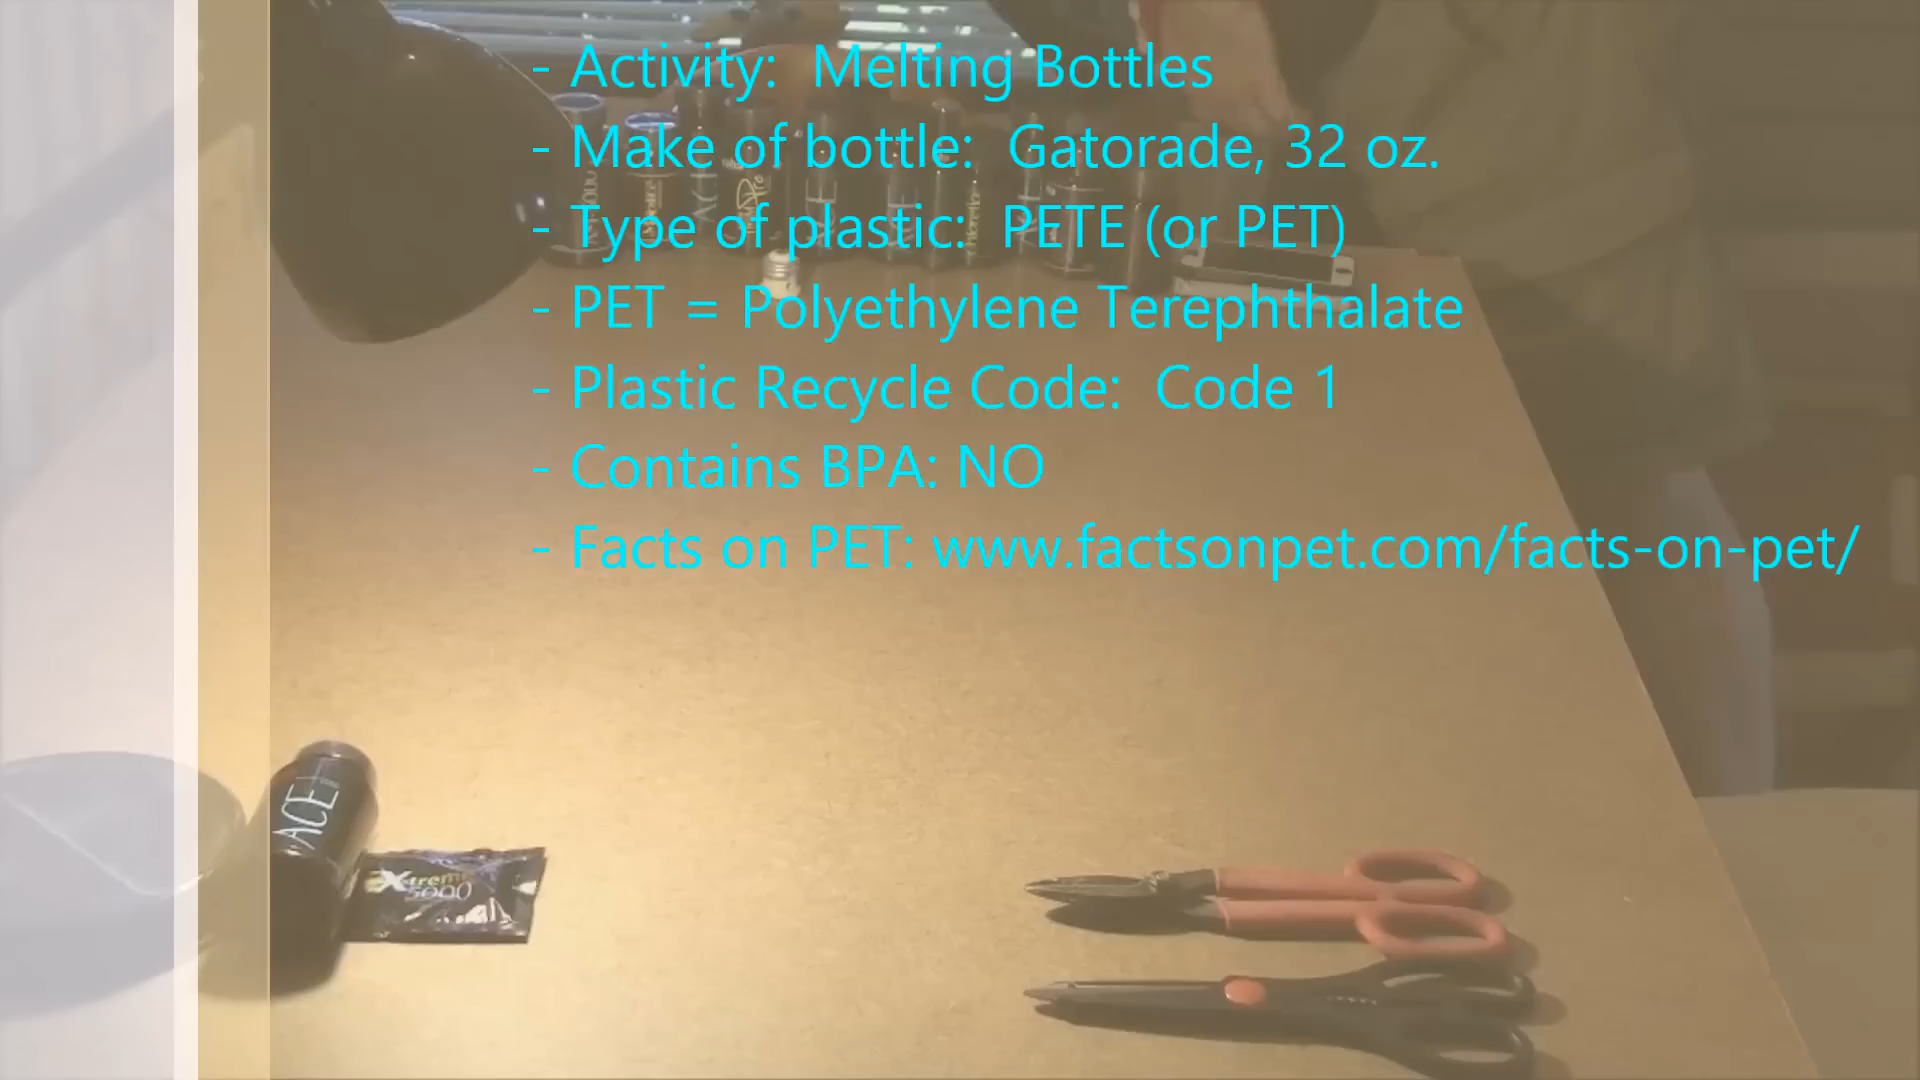 - Activity:  Melting Bottles
- Make of bottle:  Gatorade, 32 oz.
- Type of plastic:  PETE (or PET)
- PET = Polyethylene Terephthalate
- Plastic Recycle Code:  Code 1
- Contains BPA: NO
- Facts on PET: www.factsonpet.com/facts-on-pet/
ACE
X-treme
5000